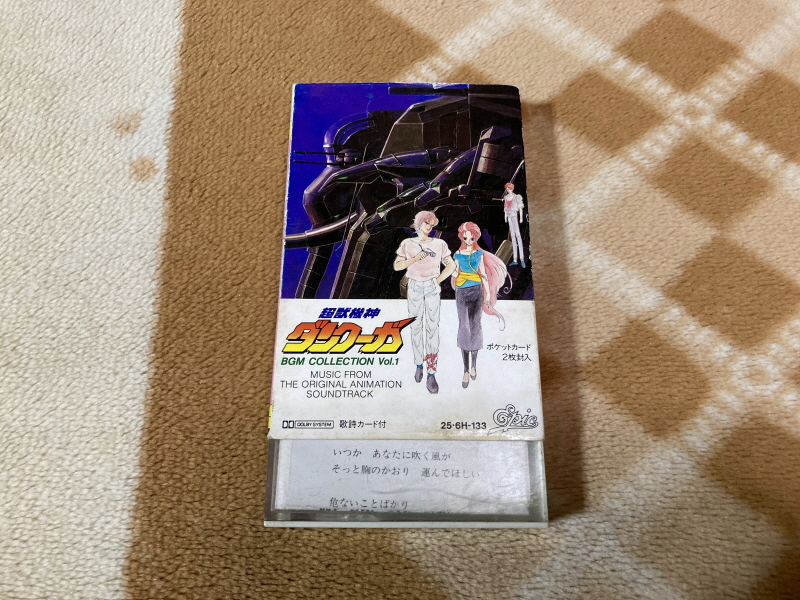 超獣機神
ダンクーガ
BGM COLLECTION Vol.1
MUSIC FROM
THE ORIGINAL ANIMATION
SOUNDTRACK
ポケットカード
2枚封入
DOLBY SYSTEM
歌詩カード付
25·6H-133
Epic
いつか あなたに吹く風が
そっと胸のかおり 運んでほしい
危ないことばかり